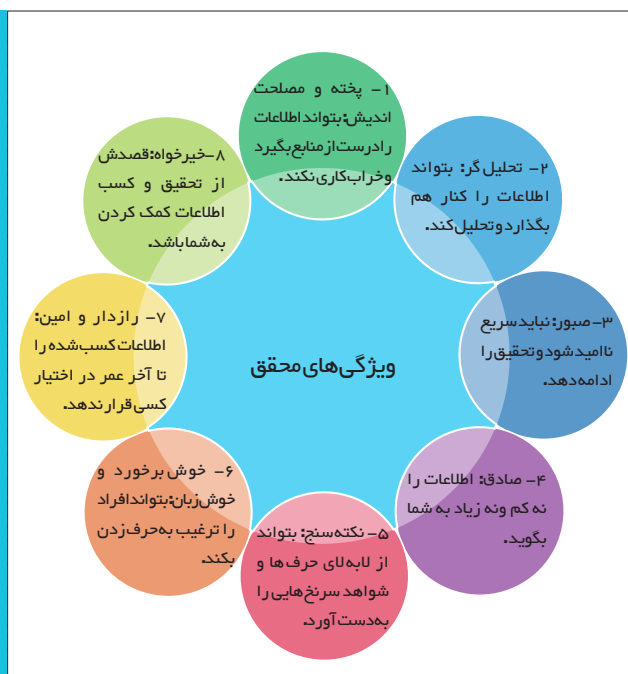 ۱- پخته و مصلحت
اندیش: بتواند اطلاعات
را درست از منابع بگیرد
و خراب‌کاری نکند.
۲- تحلیل‌گر: بتواند
اطلاعات را کنار هم
بگذارد و تحلیل کند.
۳- صبور: نباید سریع
ناامید شود و تحقیق را
ادامه دهد.
۴- صادق: اطلاعات را
نه کم ونه زیاد به شما
بگوید.
۵- نکته‌سنج: بتواند
از لابه‌لای حرف‌ها و
شواهد سرنخ‌هایی را
به‌دست آورد.
۶- خوش برخورد و
خوش‌زبان: بتواند افراد
را ترغیب به حرف زدن
بکند.
۷- رازدار و امین:
اطلاعات کسب‌شده را
تا آخر عمر در اختیار
کسی قرار ندهد.
۸- خیرخواه: قصدش
از تحقیق و کسب
اطلاعات کمک کردن
به شما باشد.
ویژگی‌های محقق